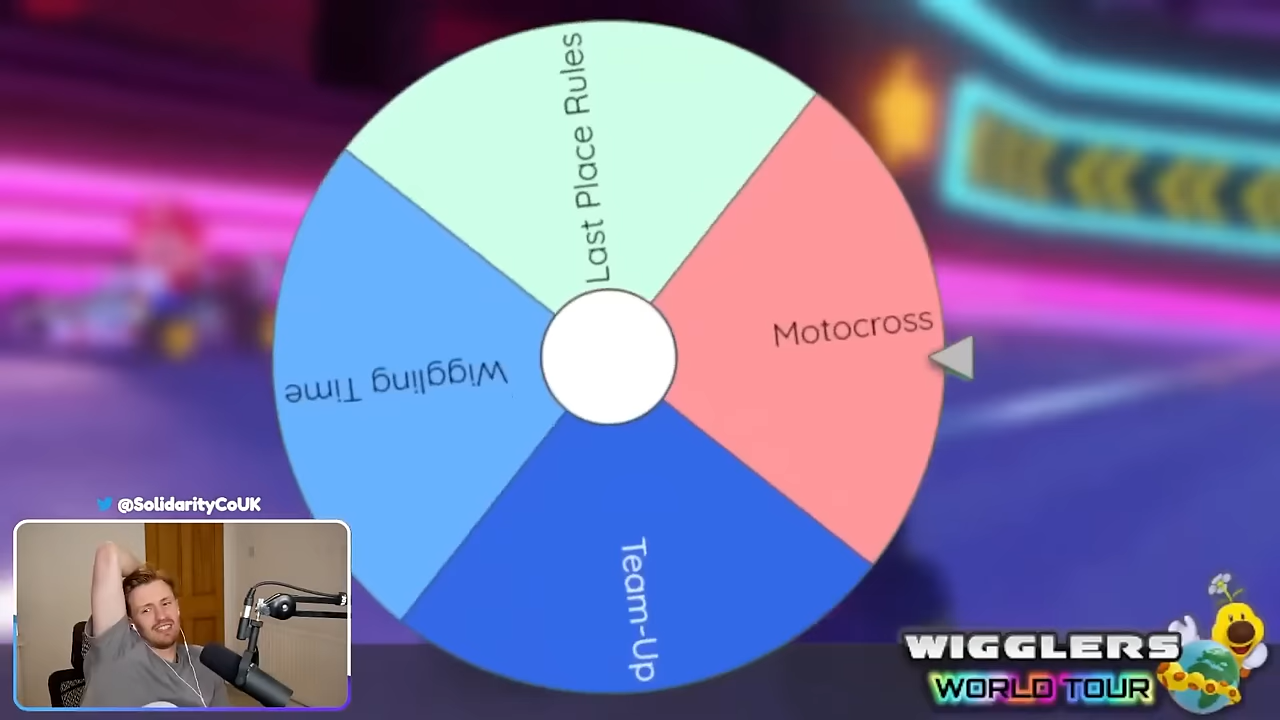 Last Place Rules
Motocross
Wiggling Time
Team-Up
@SolidarityCoUK
WIGGLERS
WORLD TOUR